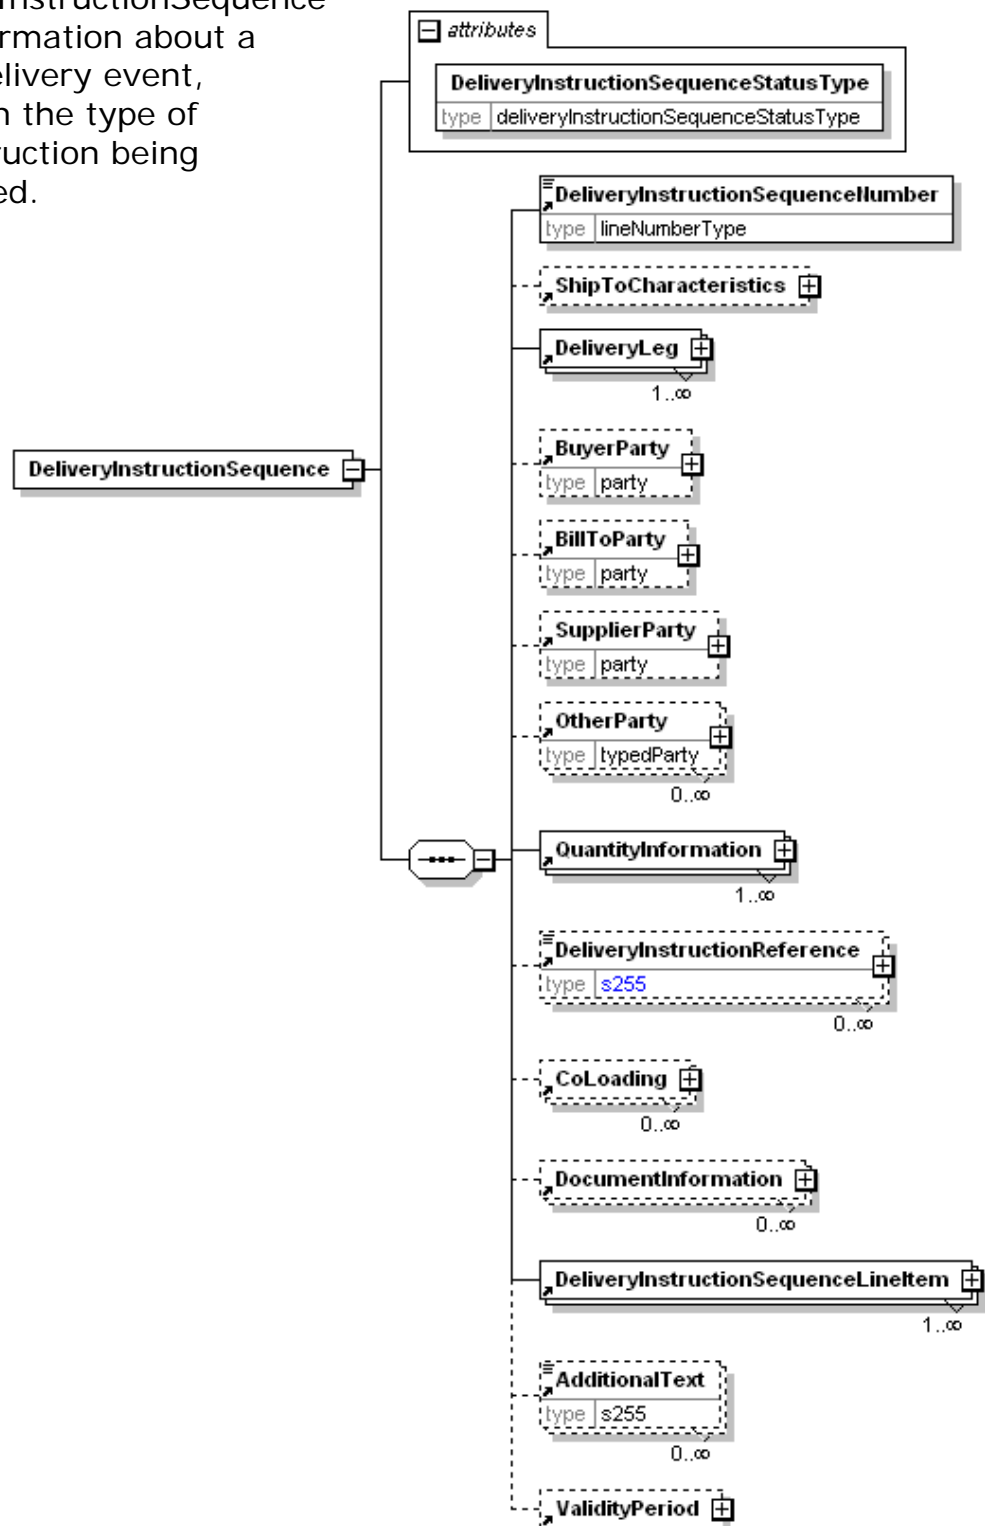 InstructionSequence
rmation about a
elivery event,
n the type of
ruction being
ed.
attributes
DeliveryInstructionSequenceStatusType
type deliveryInstructionSequenceStatusType
DeliveryInstructionSequenceNumber
type lineNumberType
ShipToCharacteristics
DeliveryLeg
1..∞
BuyerParty
type party
DeliveryInstructionSequence
BillToParty
type party
SupplierParty
type party
OtherParty
type typedParty
0..∞
QuantityInformation
1..∞
DeliveryInstructionReference
type s255
0..∞
CoLoading
0..∞
DocumentInformation
0..∞
DeliveryInstructionSequenceLineItem
1..∞
AdditionalText
type s255
0..∞
ValidityPeriod